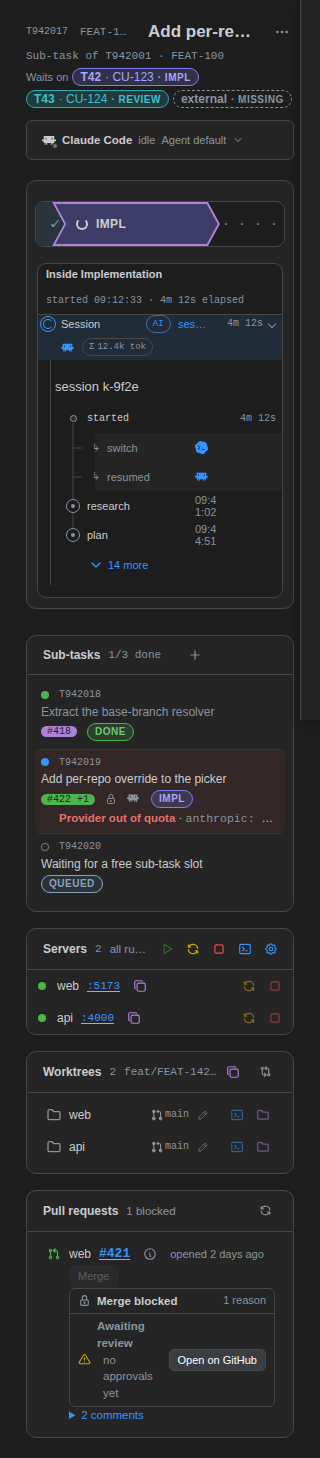 T942017 FEAT-1… Add per-re… ···
Sub-task of T942001 · FEAT-100
Waits on T42 · CU-123 · IMPL
T43 · CU-124 · REVIEW external · MISSING
Claude Code idle Agent default
IMPL
Inside Implementation
started 09:12:33 · 4m 12s elapsed
Session AI ses… 4m 12s
Σ 12.4k tok
session k-9f2e
started 4m 12s
↳ switch
↳ resumed
research 09:41:02
plan 09:44:51
14 more
Sub-tasks 1/3 done
T942018
Extract the base-branch resolver
#418 DONE
T942019
Add per-repo override to the picker
#422 +1 IMPL
Provider out of quota · anthropic: …
T942020
Waiting for a free sub-task slot
QUEUED
Servers 2 all ru…
web :5173
api :4000
Worktrees 2 feat/FEAT-142…
web main
api main
Pull requests 1 blocked
web #421 opened 2 days ago
Merge
Merge blocked 1 reason
Awaiting review
no approvals yet
Open on GitHub
2 comments